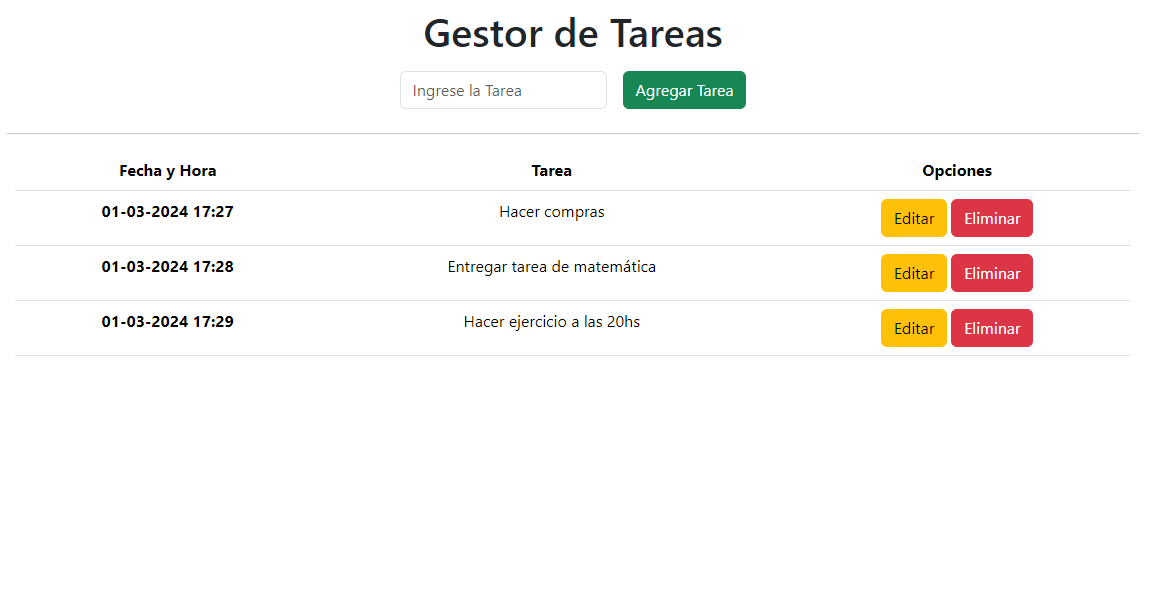 Gestor de Tareas
Ingrese la Tarea Agregar Tarea
Fecha y Hora Tarea Opciones
01-03-2024 17:27 Hacer compras Editar Eliminar
01-03-2024 17:28 Entregar tarea de matemática Editar Eliminar
01-03-2024 17:29 Hacer ejercicio a las 20hs Editar Eliminar